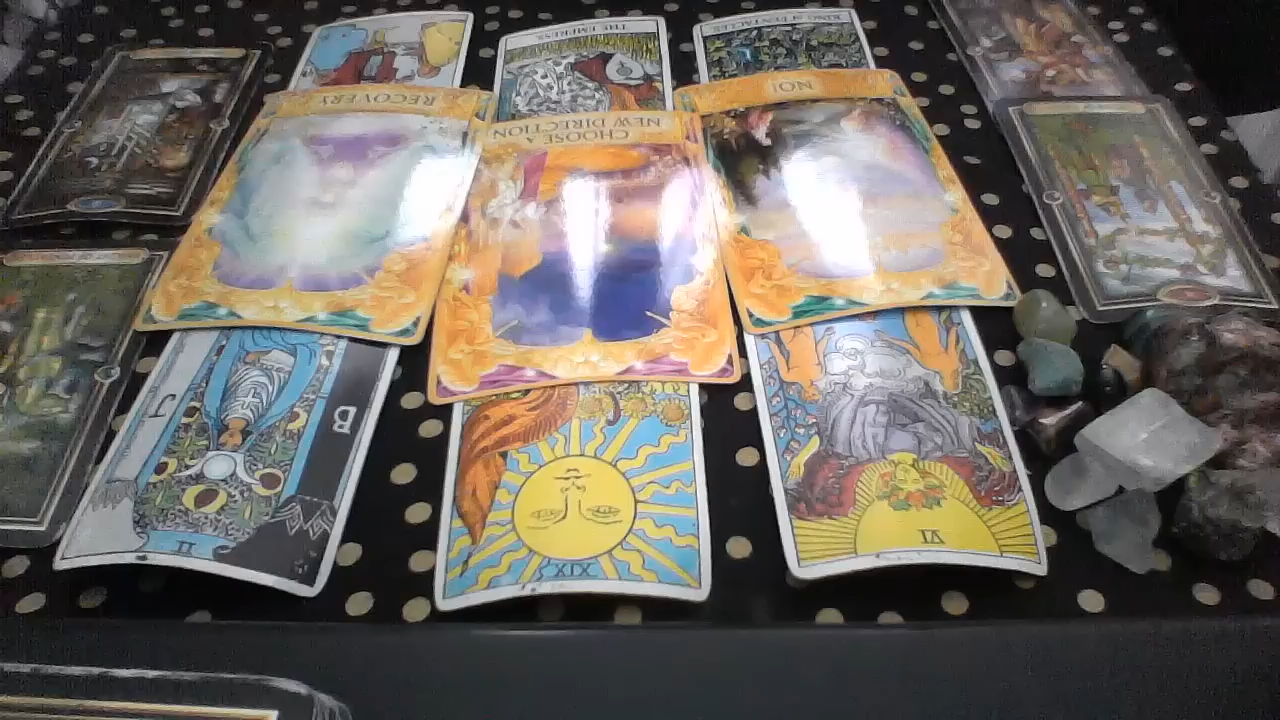 THE EMPRESS.
KING of PENTACLES.
RECOVERY
CHOOSE A
NEW DIRECTION
NO!
B
J
II
XIX
VI